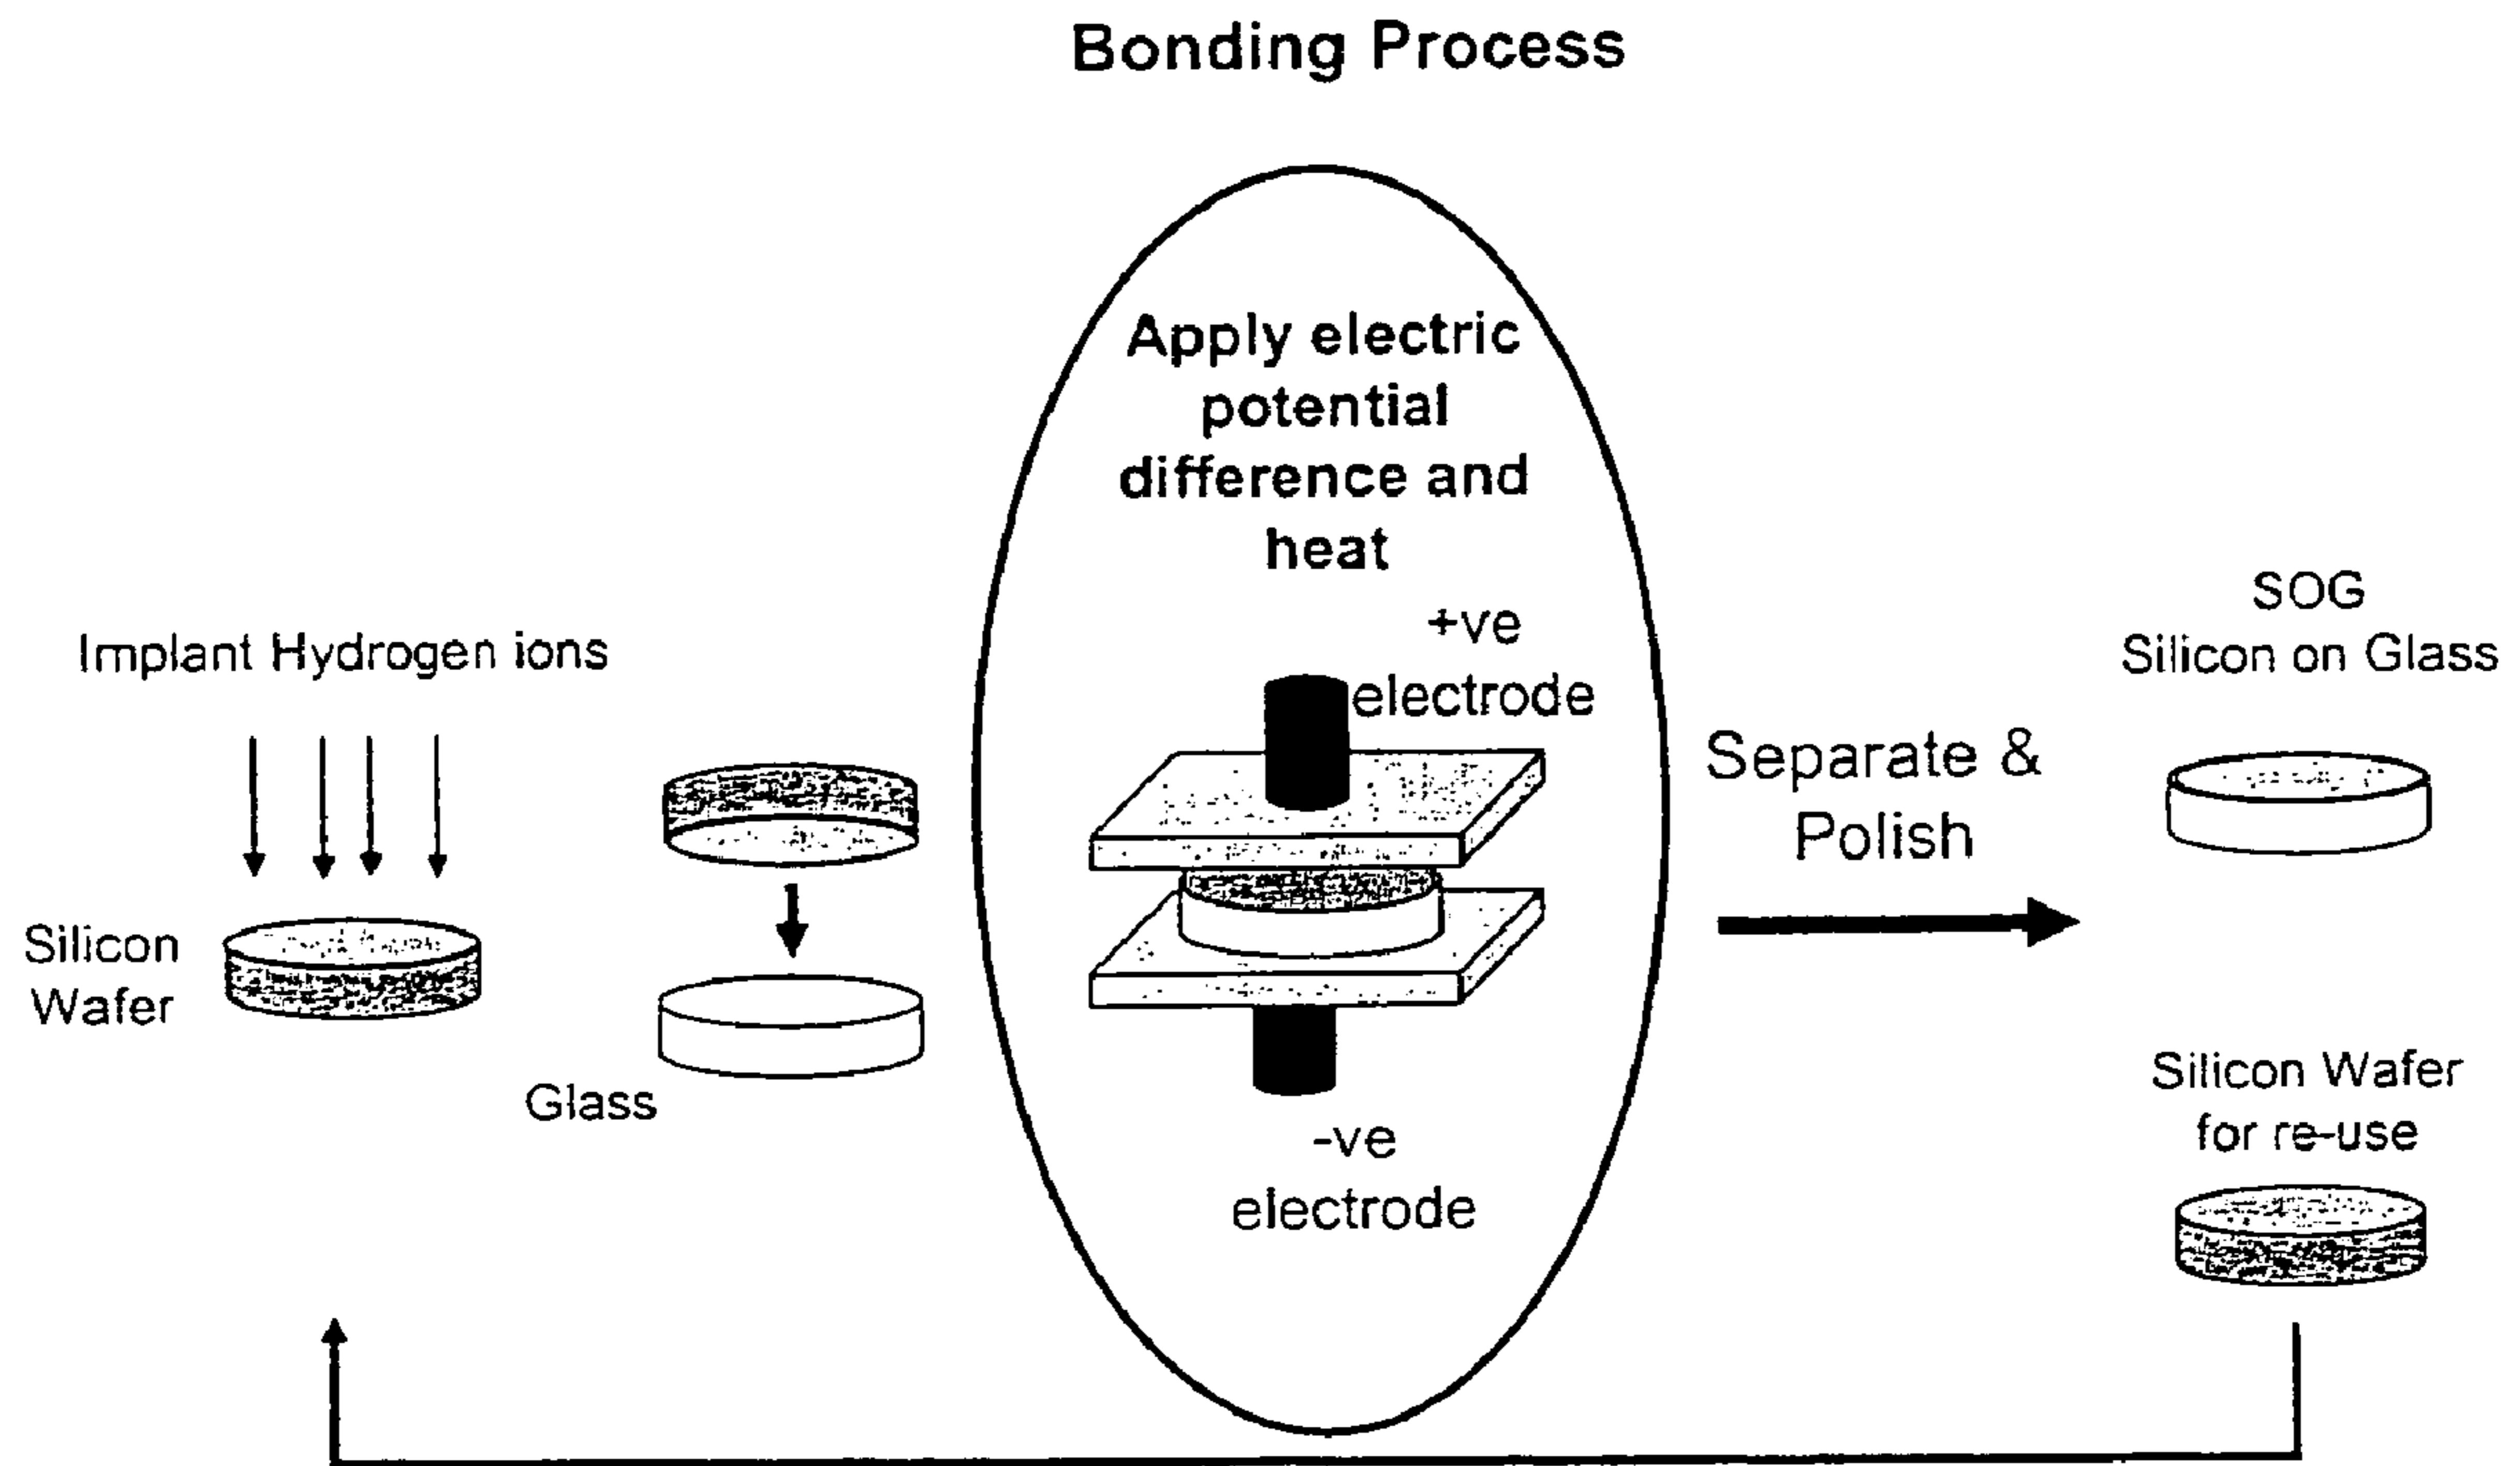 Bonding Process
Implant Hydrogen ions
Silicon
Wafer
Glass
Apply electric
potential
difference and
heat
+ve
electrode
-ve
electrode
Separate &
Polish
SOG
Silicon on Glass
Silicon Wafer
for re-use